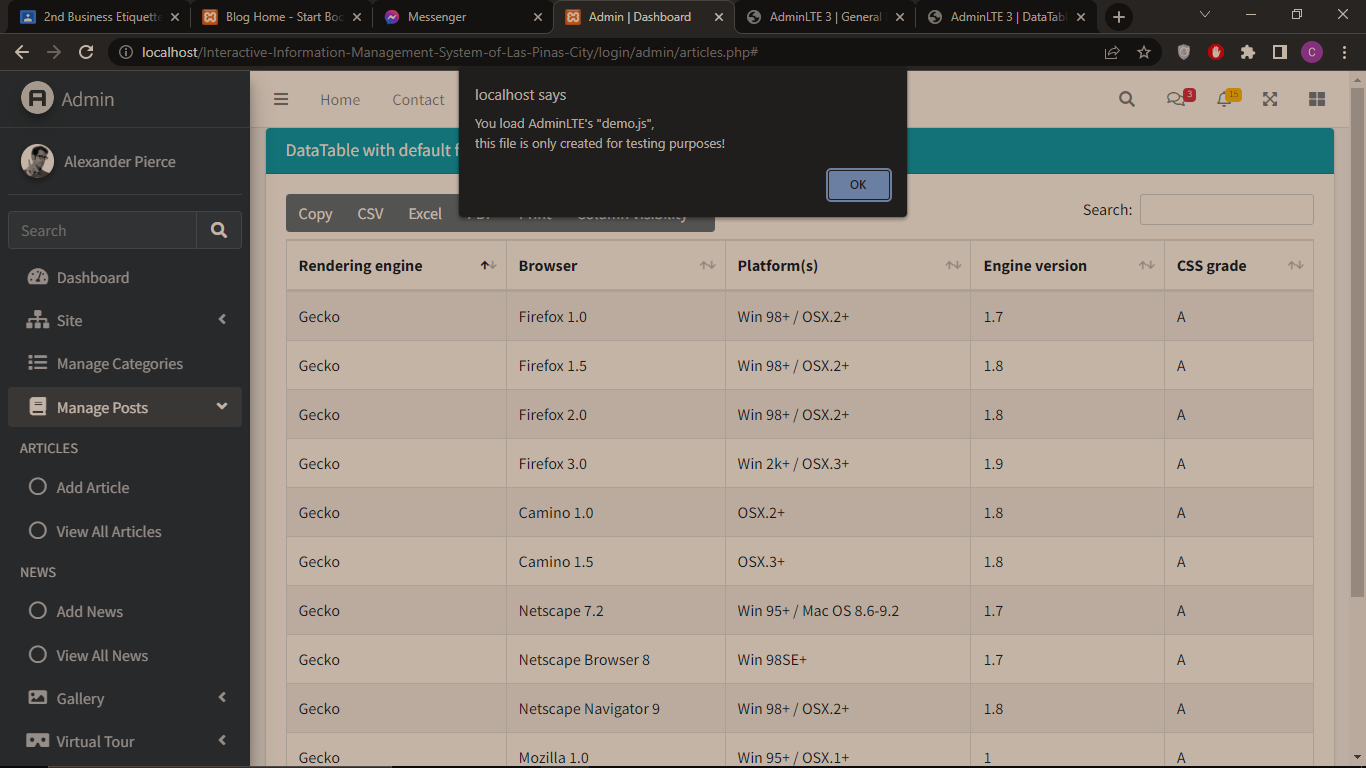 2nd Business Etiquette
Blog Home - Start Boo
Messenger
Admin | Dashboard
AdminLTE 3 | General
AdminLTE 3 | DataTabl
localhost/Interactive-Information-Management-System-of-Las-Pinas-City/login/admin/articles.php#
C
Admin
Home
Contact
3
15
localhost says
You load AdminLTE's "demo.js",
this file is only created for testing purposes!
OK
Alexander Pierce
Search
Dashboard
Site
Manage Categories
Manage Posts
ARTICLES
Add Article
View All Articles
NEWS
Add News
View All News
Gallery
Virtual Tour
DataTable with default f
Copy CSV Excel PDF Print Column visibility
Search:
Rendering engine Browser Platform(s) Engine version CSS grade
Gecko Firefox 1.0 Win 98+ / OSX.2+ 1.7 A
Gecko Firefox 1.5 Win 98+ / OSX.2+ 1.8 A
Gecko Firefox 2.0 Win 98+ / OSX.2+ 1.8 A
Gecko Firefox 3.0 Win 2k+ / OSX.3+ 1.9 A
Gecko Camino 1.0 OSX.2+ 1.8 A
Gecko Camino 1.5 OSX.3+ 1.8 A
Gecko Netscape 7.2 Win 95+ / Mac OS 8.6-9.2 1.7 A
Gecko Netscape Browser 8 Win 98SE+ 1.7 A
Gecko Netscape Navigator 9 Win 98+ / OSX.2+ 1.8 A
Gecko Mozilla 1.0 Win 95+ / OSX.1+ 1 A